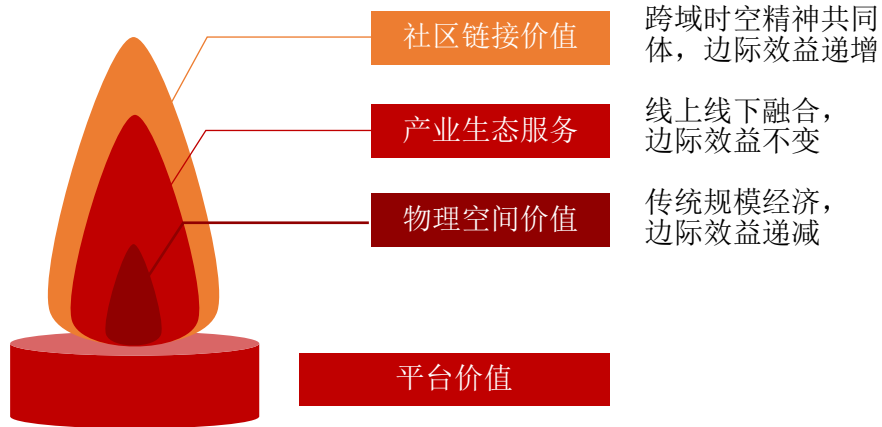 社区链接价值
跨域时空精神共同
体，边际效益递增
产业生态服务
线上线下融合，
边际效益不变
物理空间价值
传统规模经济，
边际效益递减
平台价值